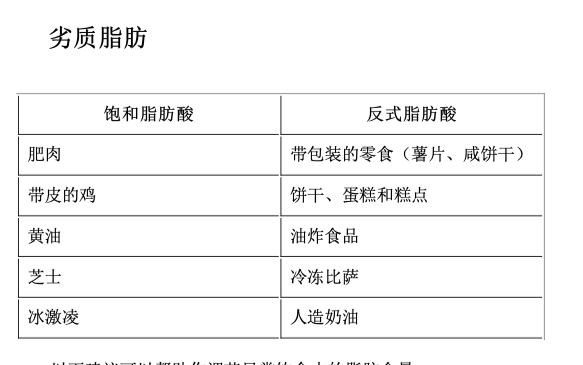 劣质脂肪
饱和脂肪酸 反式脂肪酸
肥肉 带包装的零食（薯片、咸饼干）
带皮的鸡 饼干、蛋糕和糕点
黄油 油炸食品
芝士 冷冻比萨
冰激凌 人造奶油